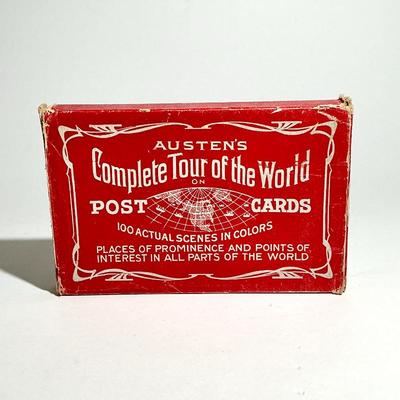 AUSTEN'S
Complete Tour of the World
ON
POST CARDS
100 ACTUAL SCENES IN COLORS
PLACES OF PROMINENCE AND POINTS OF
INTEREST IN ALL PARTS OF THE WORLD